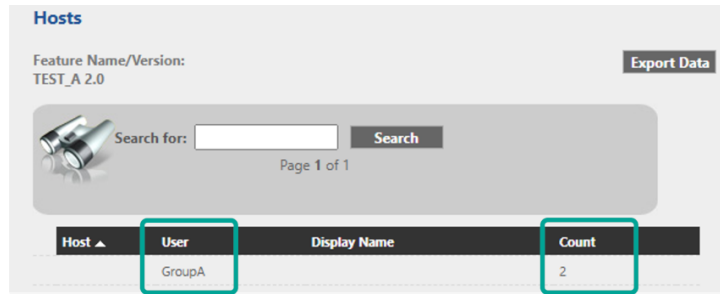 Hosts
Feature Name/Version:
TEST_A 2.0
Export Data
Search for:
Search
Page 1 of 1
Host ▲ User Display Name Count
GroupA 2